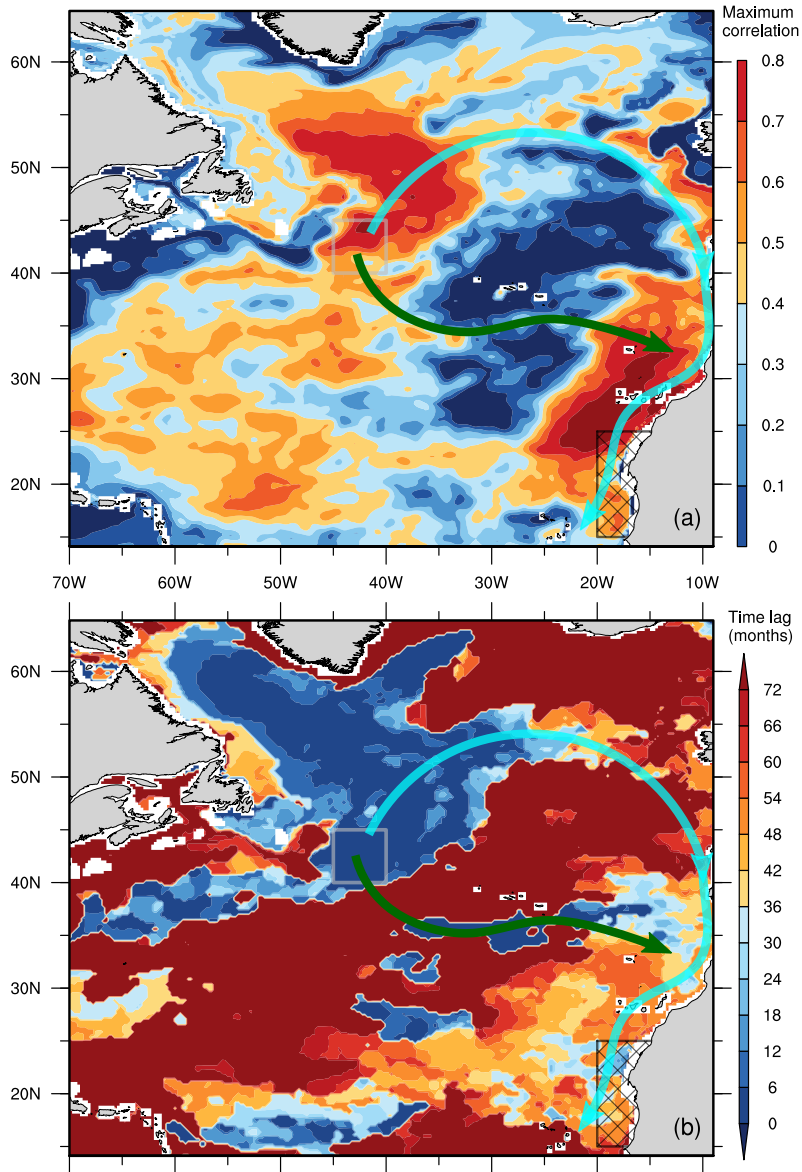 Maximum
correlation
60N
50N
40N
30N
20N
0.8
0.7
0.6
0.5
0.4
0.3
0.2
0.1
0
(a)
70W
60W
50W
40W
30W
20W
10W
Time lag
(months)
60N
50N
40N
30N
20N
72
66
60
54
48
42
36
30
24
18
12
6
0
(b)